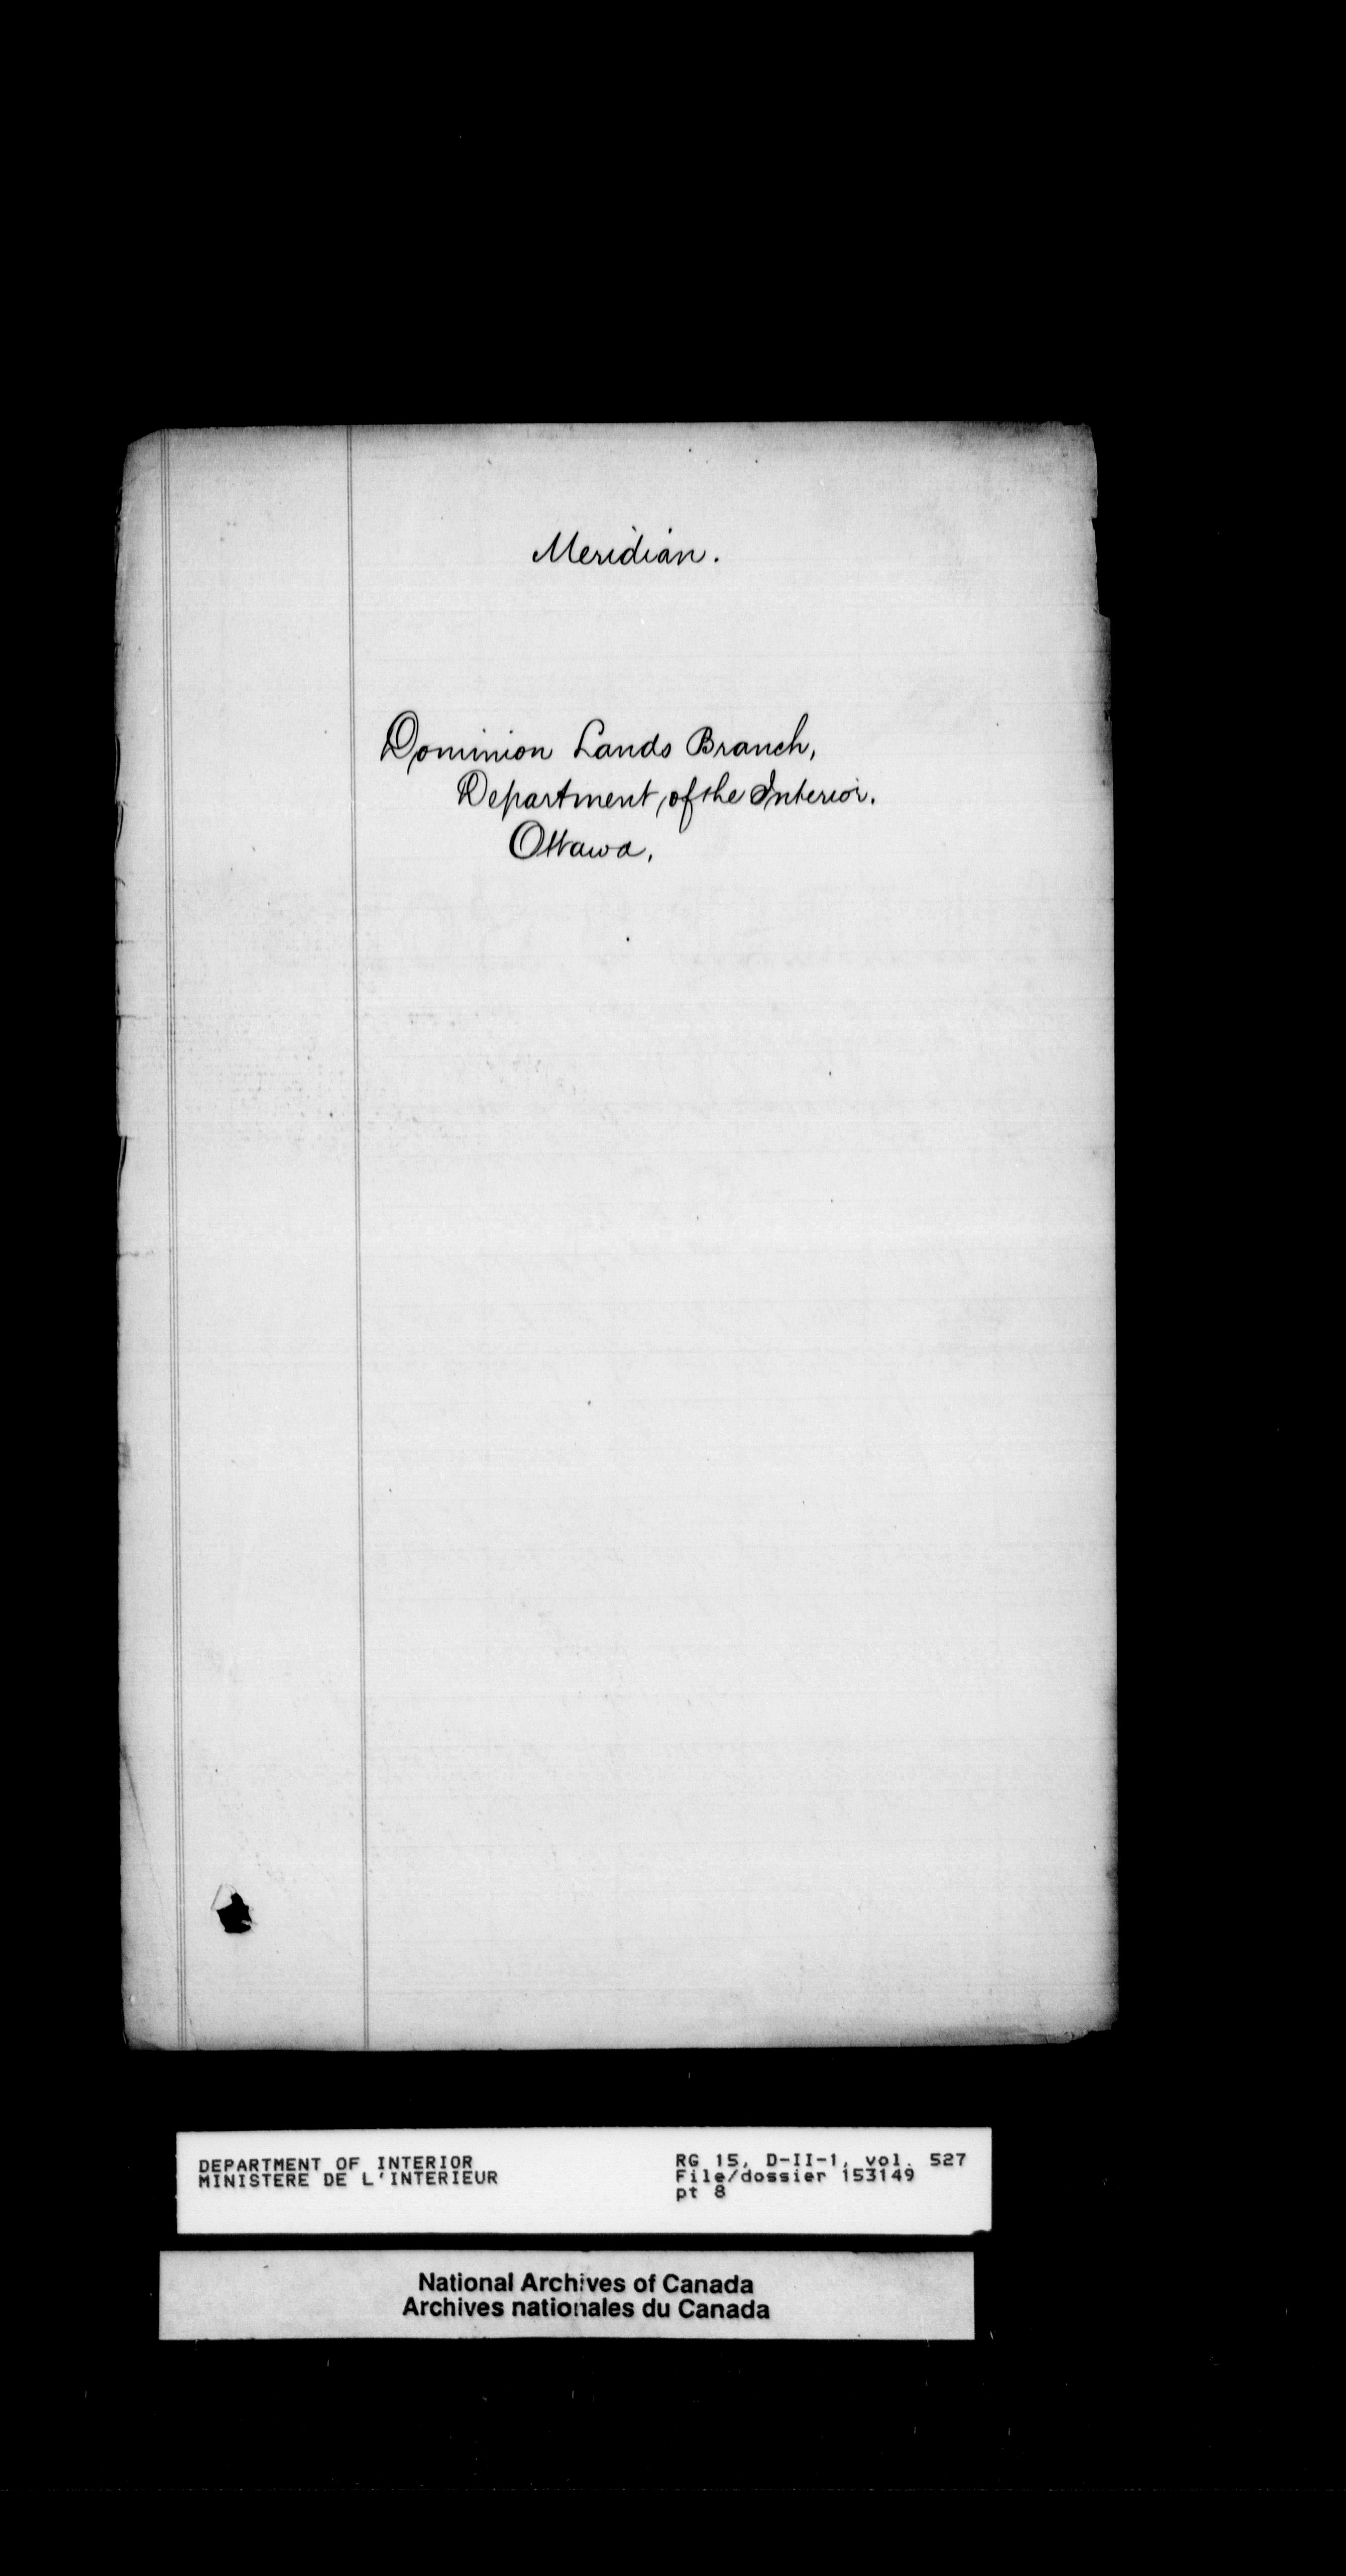 Meridian.
Dominion Lands Branch,
Department of the Interior.
Ottawa,
DEPARTMENT OF INTERIOR
MINISTERE DE L'INTERIEUR
RG 15, D-II-1, vol. 527
File/dossier 153149
pt 8
National Archives of Canada
Archives nationales du Canada